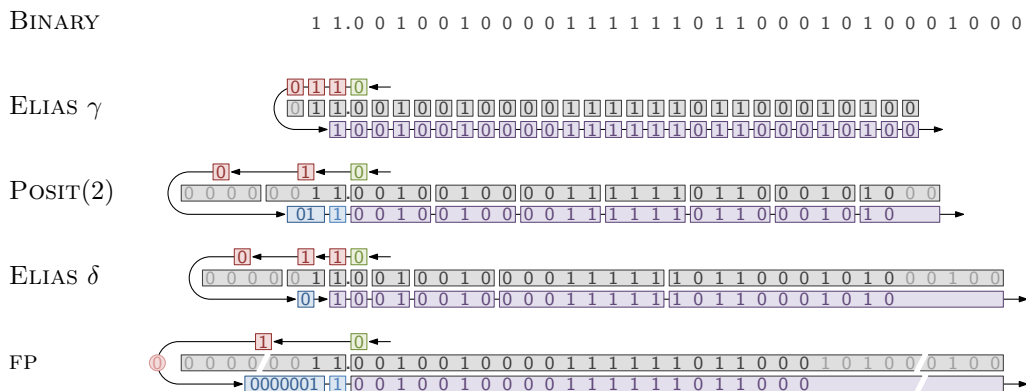 BINARY 1 1.0 0 1 0 0 1 0 0 0 0 1 1 1 1 1 1 0 1 1 0 0 0 1 0 1 0 0 0 1 0 0 0
0 1 1 0
ELIAS γ 0 1 1.0 0 1 0 0 1 0 0 0 0 1 1 1 1 1 1 0 1 1 0 0 0 1 0 1 0 0
1 0 0 1 0 0 1 0 0 0 0 1 1 1 1 1 1 0 1 1 0 0 0 1 0 1 0 0
0 1 0
POSIT(2) 0 0 0 0 0 0 1 1.0 0 1 0 0 1 0 0 0 0 1 1 1 1 1 1 0 1 1 0 0 0 1 0 1 0 0 0
01 1 0 0 1 0 0 1 0 0 0 0 1 1 1 1 1 1 0 1 1 0 0 0 1 0 1 0
0 1 1 0
ELIAS δ 0 0 0 0 0 1 1.0 0 1 0 0 1 0 0 0 0 1 1 1 1 1 1 0 1 1 0 0 0 1 0 1 0 0 0 1 0 0
0 1 0 0 1 0 0 1 0 0 0 0 1 1 1 1 1 1 0 1 1 0 0 0 1 0 1 0
1 0
FP 0 0 0 0 0 0 0 1 1.0 0 1 0 0 1 0 0 0 0 1 1 1 1 1 1 0 1 1 0 0 0 1 0 1 0 0 0 1 0 0
0000001 1 0 0 1 0 0 1 0 0 0 0 1 1 1 1 1 1 0 1 1 0 0 0